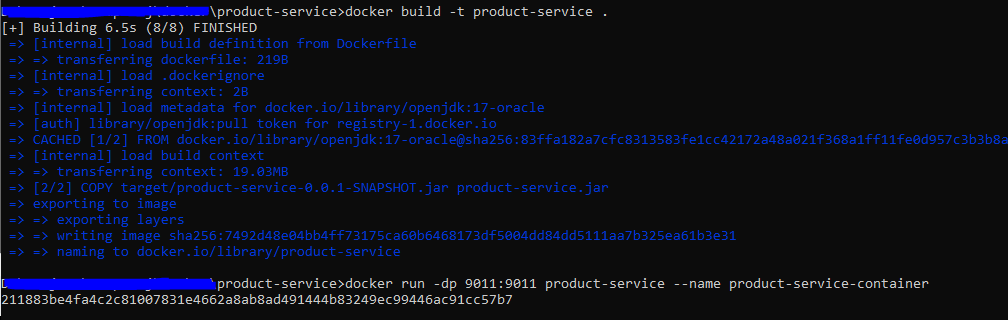 \product-service>docker build -t product-service .
[+] Building 6.5s (8/8) FINISHED
=> [internal] load build definition from Dockerfile
=> => transferring dockerfile: 219B
=> [internal] load .dockerignore
=> => transferring context: 2B
=> [internal] load metadata for docker.io/library/openjdk:17-oracle
=> [auth] library/openjdk:pull token for registry-1.docker.io
=> CACHED [1/2] FROM docker.io/library/openjdk:17-oracle@sha256:83ffa182a7cfc8313583fe1cc42172a48a021f368a1ff11fe0d957c3b3b8a
=> [internal] load build context
=> => transferring context: 19.03MB
=> [2/2] COPY target/product-service-0.0.1-SNAPSHOT.jar product-service.jar
=> exporting to image
=> => exporting layers
=> => writing image sha256:7492d48e04bb4ff73175ca60b6468173df5004dd84dd5111aa7b325ea61b3e31
=> => naming to docker.io/library/product-service
\product-service>docker run -dp 9011:9011 product-service --name product-service-container
211883be4fa4c2c81007831e4662a8ab8ad491444b83249ec99446ac91cc57b7